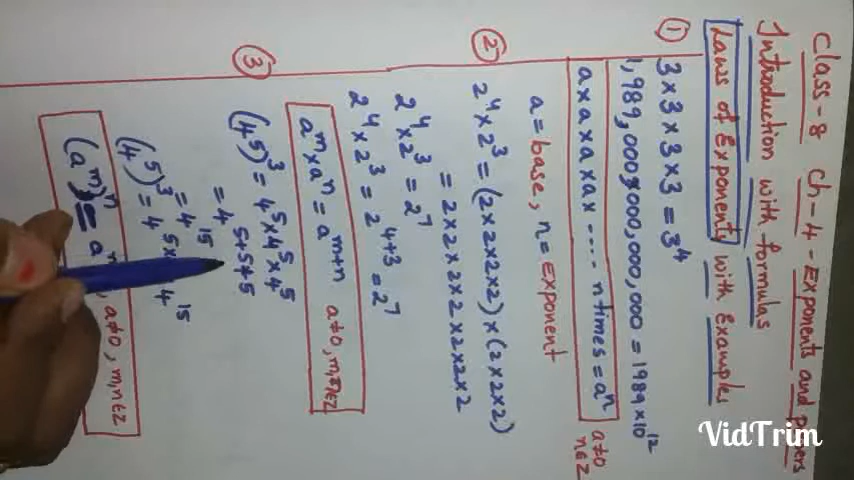 Class-8 Ch-4-Exponents and Powers
Introduction with formulas
Laws of Exponents with Examples
① 3×3×3×3 = 3⁴
1,989,000,000,000,000 = 1989×10¹²
a×a×a×a× .... n times = aⁿ a≠0 n∈Z
a = base, n = Exponent
② 2⁴×2³ = (2×2×2×2)×(2×2×2)
= 2×2×2×2×2×2×2
2⁴×2³ = 2⁷
2⁴×2³ = 2⁴⁺³ = 2⁷
aᵐ×aⁿ = aᵐ⁺ⁿ a≠0, m,n∈Z
③ (4⁵)³ = 4⁵×4⁵×4⁵
= 4⁵⁺⁵⁺⁵
= 4¹⁵
(4⁵)³ = 4⁵ˣ 4¹⁵
(aᵐ)ⁿ = a a≠0, m,n∈Z
VidTrim